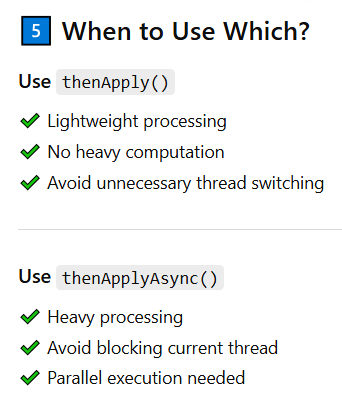 5 When to Use Which?
Use thenApply()
✔ Lightweight processing
✔ No heavy computation
✔ Avoid unnecessary thread switching
Use thenApplyAsync()
✔ Heavy processing
✔ Avoid blocking current thread
✔ Parallel execution needed